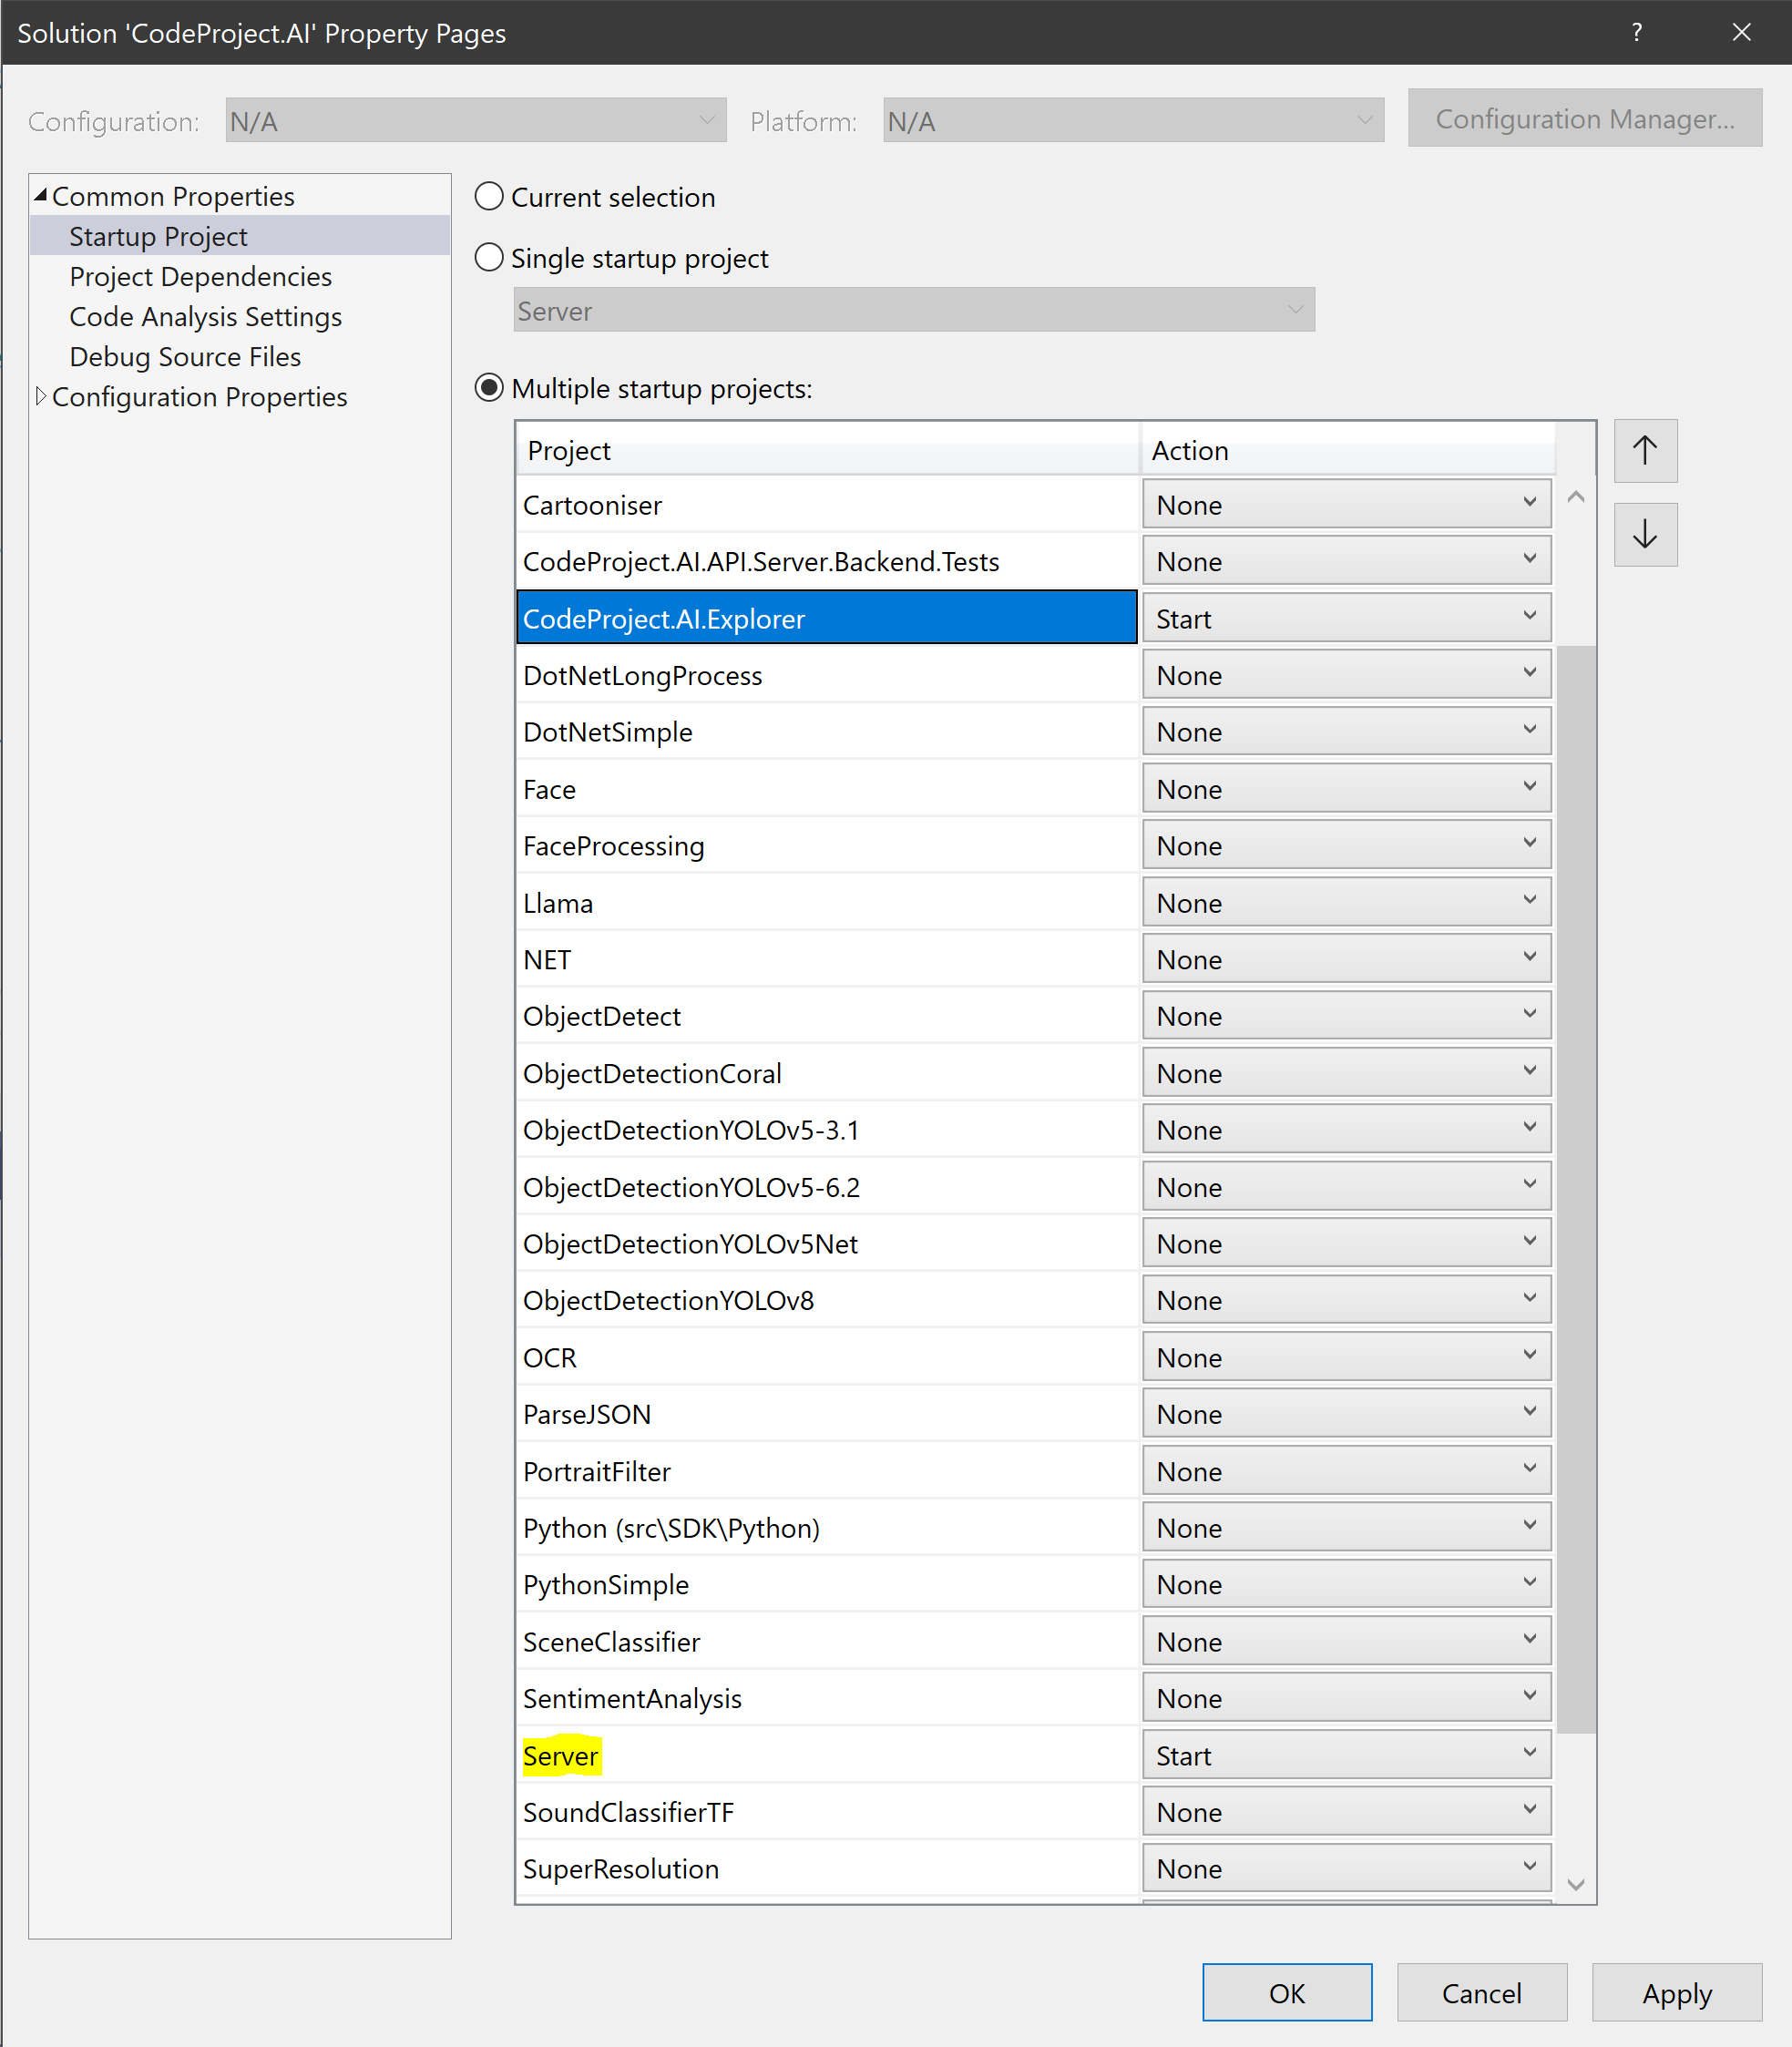 Solution 'CodeProject.AI' Property Pages ?
Configuration: N/A Platform: N/A Configuration Manager...
Common Properties
Startup Project
Project Dependencies
Code Analysis Settings
Debug Source Files
Configuration Properties
Current selection
Single startup project
Server
Multiple startup projects:
Project Action
Cartooniser None
CodeProject.AI.API.Server.Backend.Tests None
CodeProject.AI.Explorer Start
DotNetLongProcess None
DotNetSimple None
Face None
FaceProcessing None
Llama None
NET None
ObjectDetect None
ObjectDetectionCoral None
ObjectDetectionYOLOv5-3.1 None
ObjectDetectionYOLOv5-6.2 None
ObjectDetectionYOLOv5Net None
ObjectDetectionYOLOv8 None
OCR None
ParseJSON None
PortraitFilter None
Python (src\SDK\Python) None
PythonSimple None
SceneClassifier None
SentimentAnalysis None
Server Start
SoundClassifierTF None
SuperResolution None
OK Cancel Apply